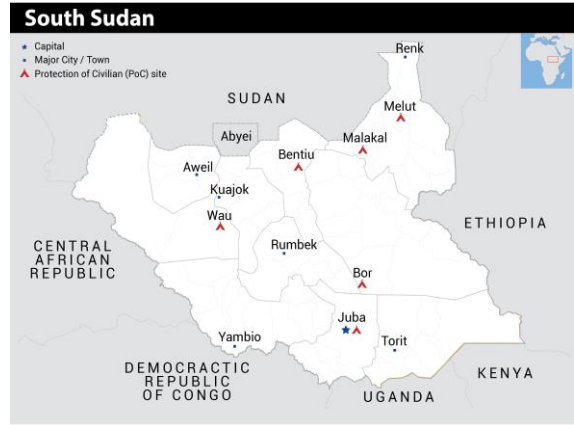 South Sudan
Capital
Major City / Town
Protection of Civilian (PoC) site
Renk
SUDAN
Melut
Abyei
Malakal
Bentiu
Aweil
Kuajok
Wau
ETHIOPIA
CENTRAL
AFRICAN
REPUBLIC
Rumbek
Bor
Juba
Yambio
Torit
DEMOCRACTIC
REPUBLIC
OF CONGO
KENYA
UGANDA